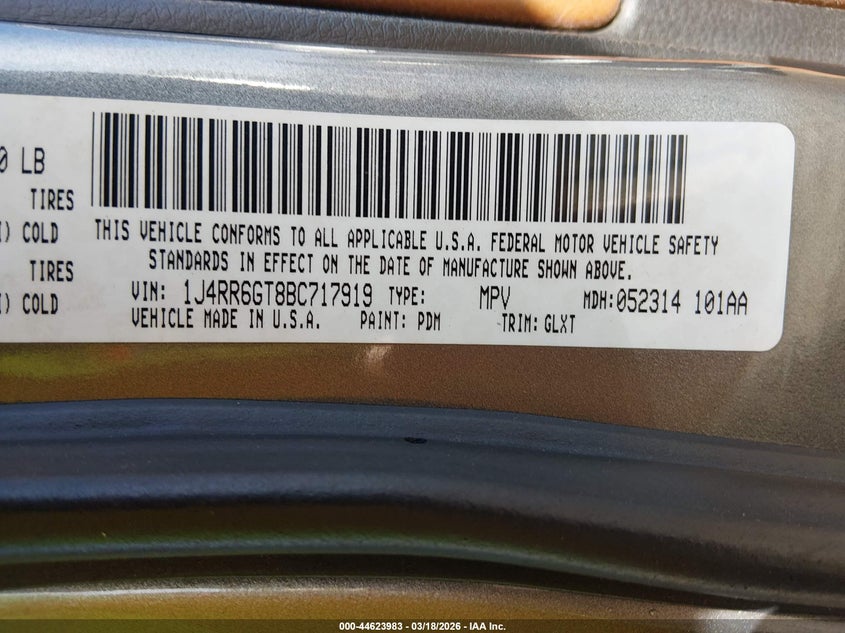 0 LB
TIRES
) COLD
TIRES
) COLD
THIS VEHICLE CONFORMS TO ALL APPLICABLE U.S.A. FEDERAL MOTOR VEHICLE SAFETY
STANDARDS IN EFFECT ON THE DATE OF MANUFACTURE SHOWN ABOVE.
VIN: 1J4RR6GT8BC717919 TYPE: MPV MDH:052314 101AA
VEHICLE MADE IN U.S.A. PAINT: PDM TRIM: GLXT
000-44623983 - 03/18/2026 - IAA Inc.